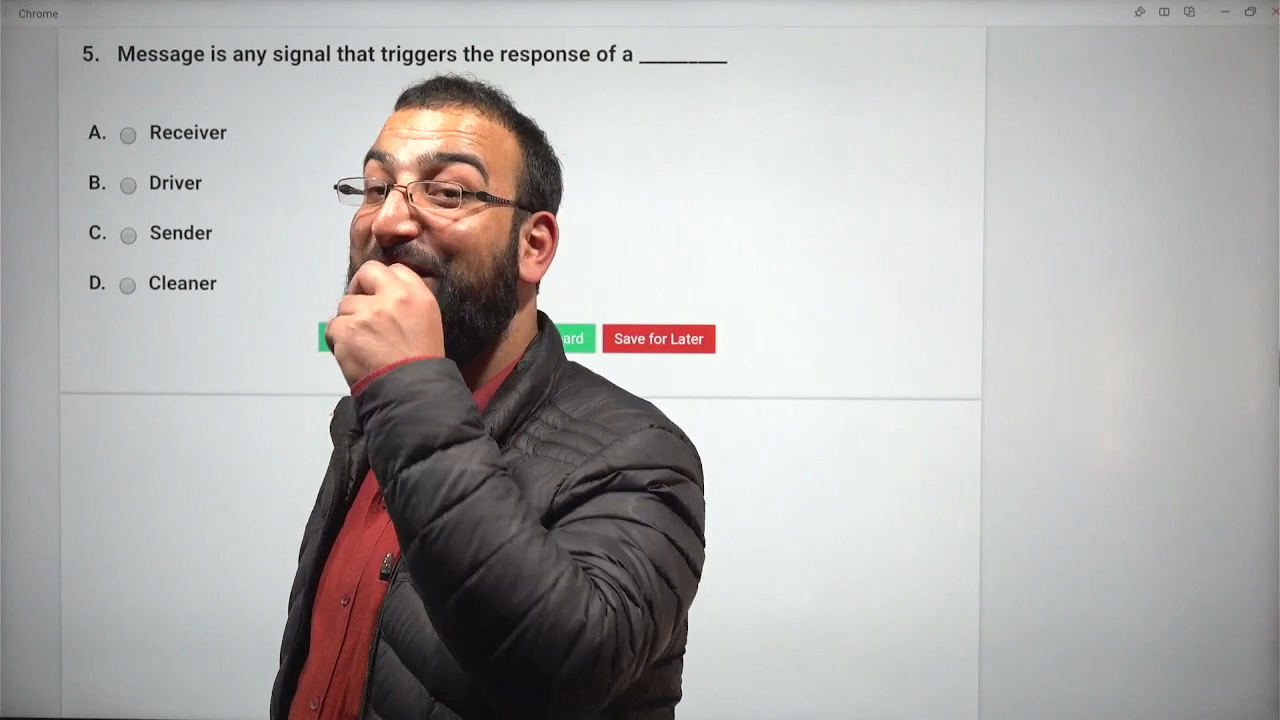 Chrome
5. Message is any signal that triggers the response of a ________
A. Receiver
B. Driver
C. Sender
D. Cleaner
Save for Later